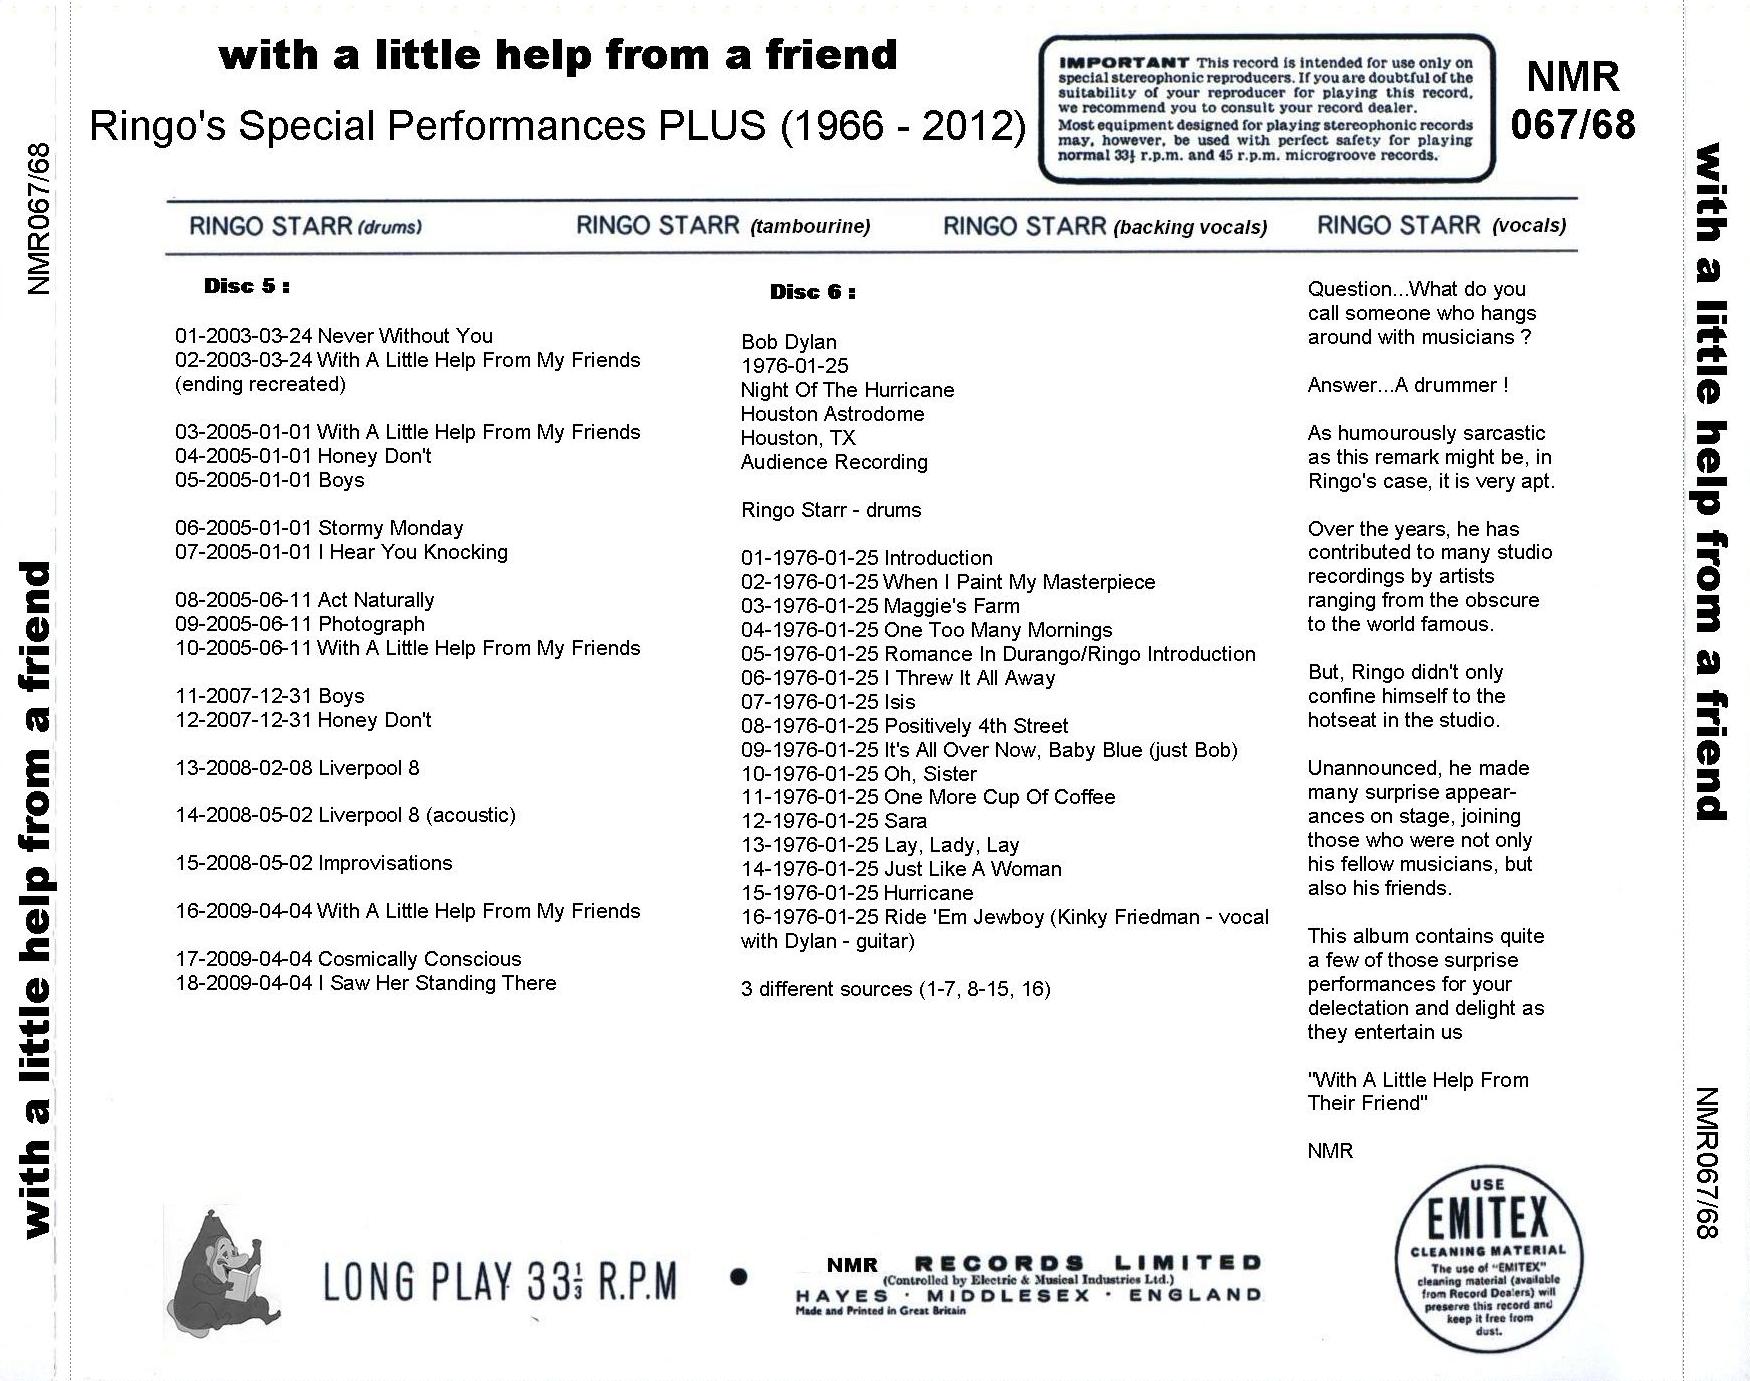 with a little help from a friend
Ringo's Special Performances PLUS (1966 - 2012)
IMPORTANT This record is intended for use only on
special stereophonic reproducers. If you are doubtful of the
suitability of your reproducer for playing this record,
we recommend you to consult your record dealer.
Most equipment designed for playing stereophonic records
may, however, be used with perfect safety for playing
normal 33⅓ r.p.m. and 45 r.p.m. microgroove records.
NMR
067/68
RINGO STARR (drums)
RINGO STARR (tambourine)
RINGO STARR (backing vocals)
RINGO STARR (vocals)
Disc 5 :
01-2003-03-24 Never Without You
02-2003-03-24 With A Little Help From My Friends
(ending recreated)
03-2005-01-01 With A Little Help From My Friends
04-2005-01-01 Honey Don't
05-2005-01-01 Boys
06-2005-01-01 Stormy Monday
07-2005-01-01 I Hear You Knocking
08-2005-06-11 Act Naturally
09-2005-06-11 Photograph
10-2005-06-11 With A Little Help From My Friends
11-2007-12-31 Boys
12-2007-12-31 Honey Don't
13-2008-02-08 Liverpool 8
14-2008-05-02 Liverpool 8 (acoustic)
15-2008-05-02 Improvisations
16-2009-04-04 With A Little Help From My Friends
17-2009-04-04 Cosmically Conscious
18-2009-04-04 I Saw Her Standing There
Disc 6 :
Bob Dylan
1976-01-25
Night Of The Hurricane
Houston Astrodome
Houston, TX
Audience Recording
Ringo Starr - drums
01-1976-01-25 Introduction
02-1976-01-25 When I Paint My Masterpiece
03-1976-01-25 Maggie's Farm
04-1976-01-25 One Too Many Mornings
05-1976-01-25 Romance In Durango/Ringo Introduction
06-1976-01-25 I Threw It All Away
07-1976-01-25 Isis
08-1976-01-25 Positively 4th Street
09-1976-01-25 It's All Over Now, Baby Blue (just Bob)
10-1976-01-25 Oh, Sister
11-1976-01-25 One More Cup Of Coffee
12-1976-01-25 Sara
13-1976-01-25 Lay, Lady, Lay
14-1976-01-25 Just Like A Woman
15-1976-01-25 Hurricane
16-1976-01-25 Ride 'Em Jewboy (Kinky Friedman - vocal
with Dylan - guitar)
3 different sources (1-7, 8-15, 16)
Question...What do you
call someone who hangs
around with musicians ?
Answer...A drummer !
As humourously sarcastic
as this remark might be, in
Ringo's case, it is very apt.
Over the years, he has
contributed to many studio
recordings by artists
ranging from the obscure
to the world famous.
But, Ringo didn't only
confine himself to the
hotseat in the studio.
Unannounced, he made
many surprise appear-
ances on stage, joining
those who were not only
his fellow musicians, but
also his friends.
This album contains quite
a few of those surprise
performances for your
delectation and delight as
they entertain us
"With A Little Help From
Their Friend"
NMR
LONG PLAY 33⅓ R.P.M
NMR RECORDS LIMITED
(Controlled by Electric & Musical Industries Ltd.)
HAYES · MIDDLESEX · ENGLAND
Made and Printed in Great Britain
USE
EMITEX
CLEANING MATERIAL
The use of "EMITEX"
cleaning material (available
from Record Dealers) will
preserve this record and
keep it free from
dust.
NMR067/68
with a little help from a friend
with a little help from a friend
NMR067/68